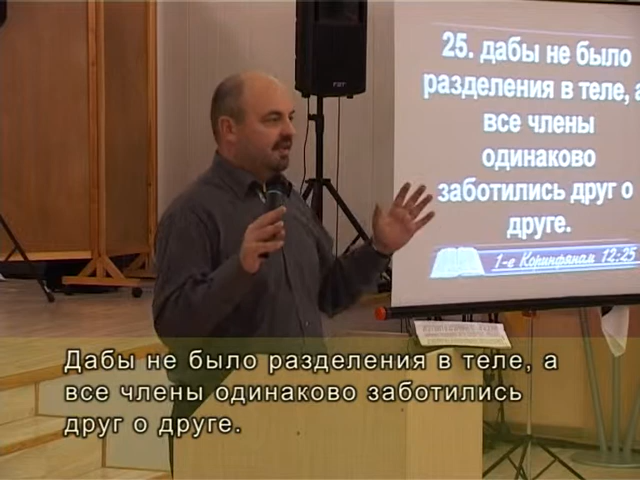 25. дабы не было
разделения в теле, а
все члены
одинаково
заботились друг о
друге.
1-е Коринфянам 12:25
Дабы не было разделения в теле, а
все члены одинаково заботились
друг о друге.